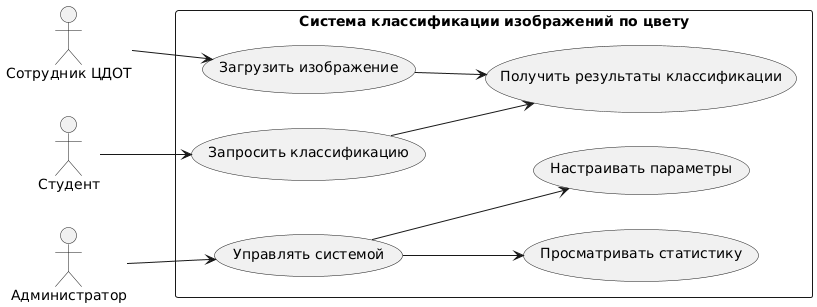 Система классификации изображений по цвету
Сотрудник ЦДОТ
Загрузить изображение
Получить результаты классификации
Студент
Запросить классификацию
Настраивать параметры
Администратор
Управлять системой
Просматривать статистику